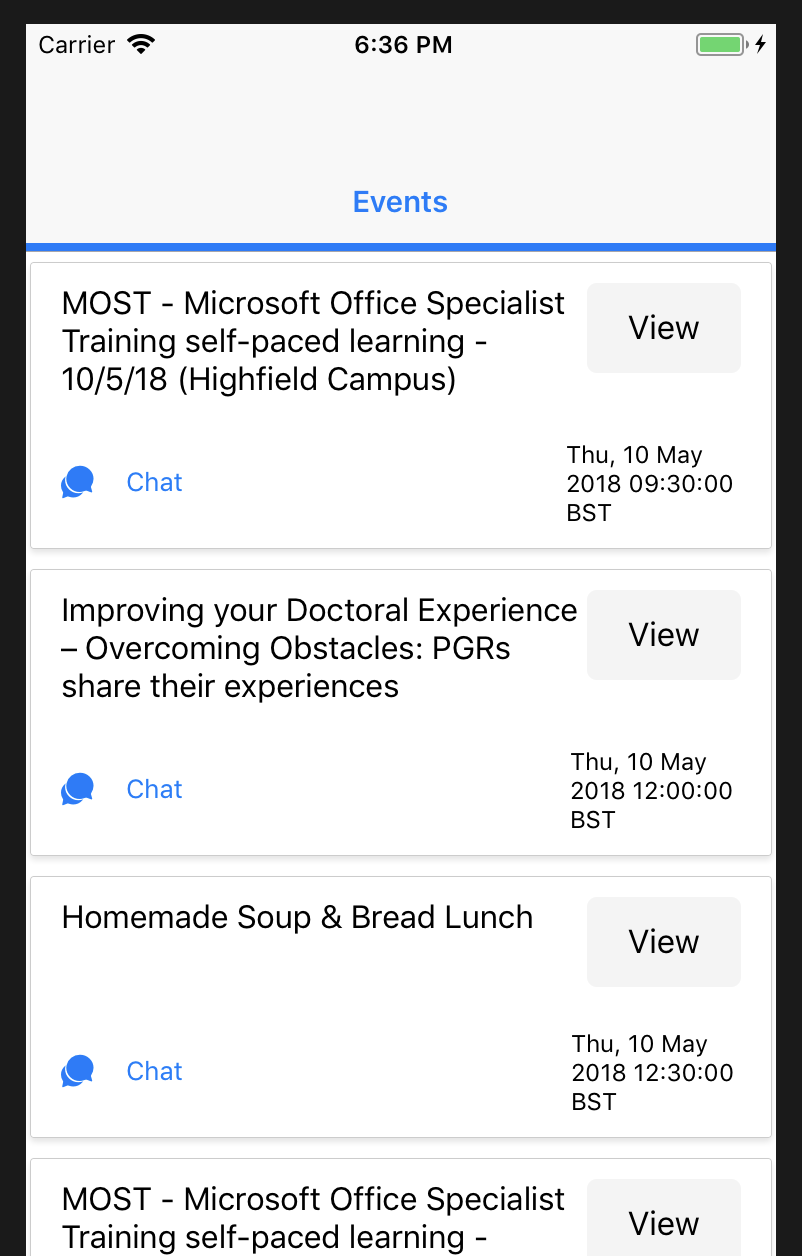 Carrier 6:36 PM
Events
MOST - Microsoft Office Specialist
Training self-paced learning -
10/5/18 (Highfield Campus)
View
Chat
Thu, 10 May
2018 09:30:00
BST
Improving your Doctoral Experience
– Overcoming Obstacles: PGRs
share their experiences
View
Chat
Thu, 10 May
2018 12:00:00
BST
Homemade Soup & Bread Lunch
View
Chat
Thu, 10 May
2018 12:30:00
BST
MOST - Microsoft Office Specialist
Training self-paced learning -
View